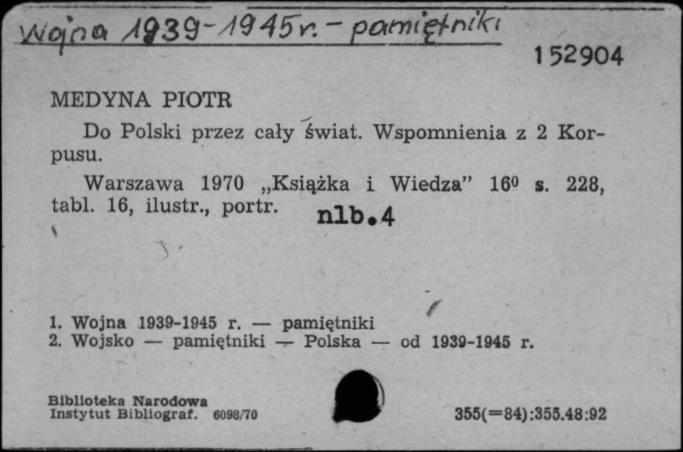 Wojna 1939-1945r. - pamiętniki
152904
MEDYNA PIOTR
Do Polski przez cały świat. Wspomnienia z 2 Kor-
pusu.
Warszawa 1970 „Książka i Wiedza” 16⁰ s. 228,
tabl. 16, ilustr., portr.
nlb.4
1. Wojna 1939-1945 r. — pamiętniki
2. Wojsko — pamiętniki — Polska — od 1939-1945 r.
Biblioteka Narodowa
Instytut Bibliograf. 6098/70
355(=84):355.48:92